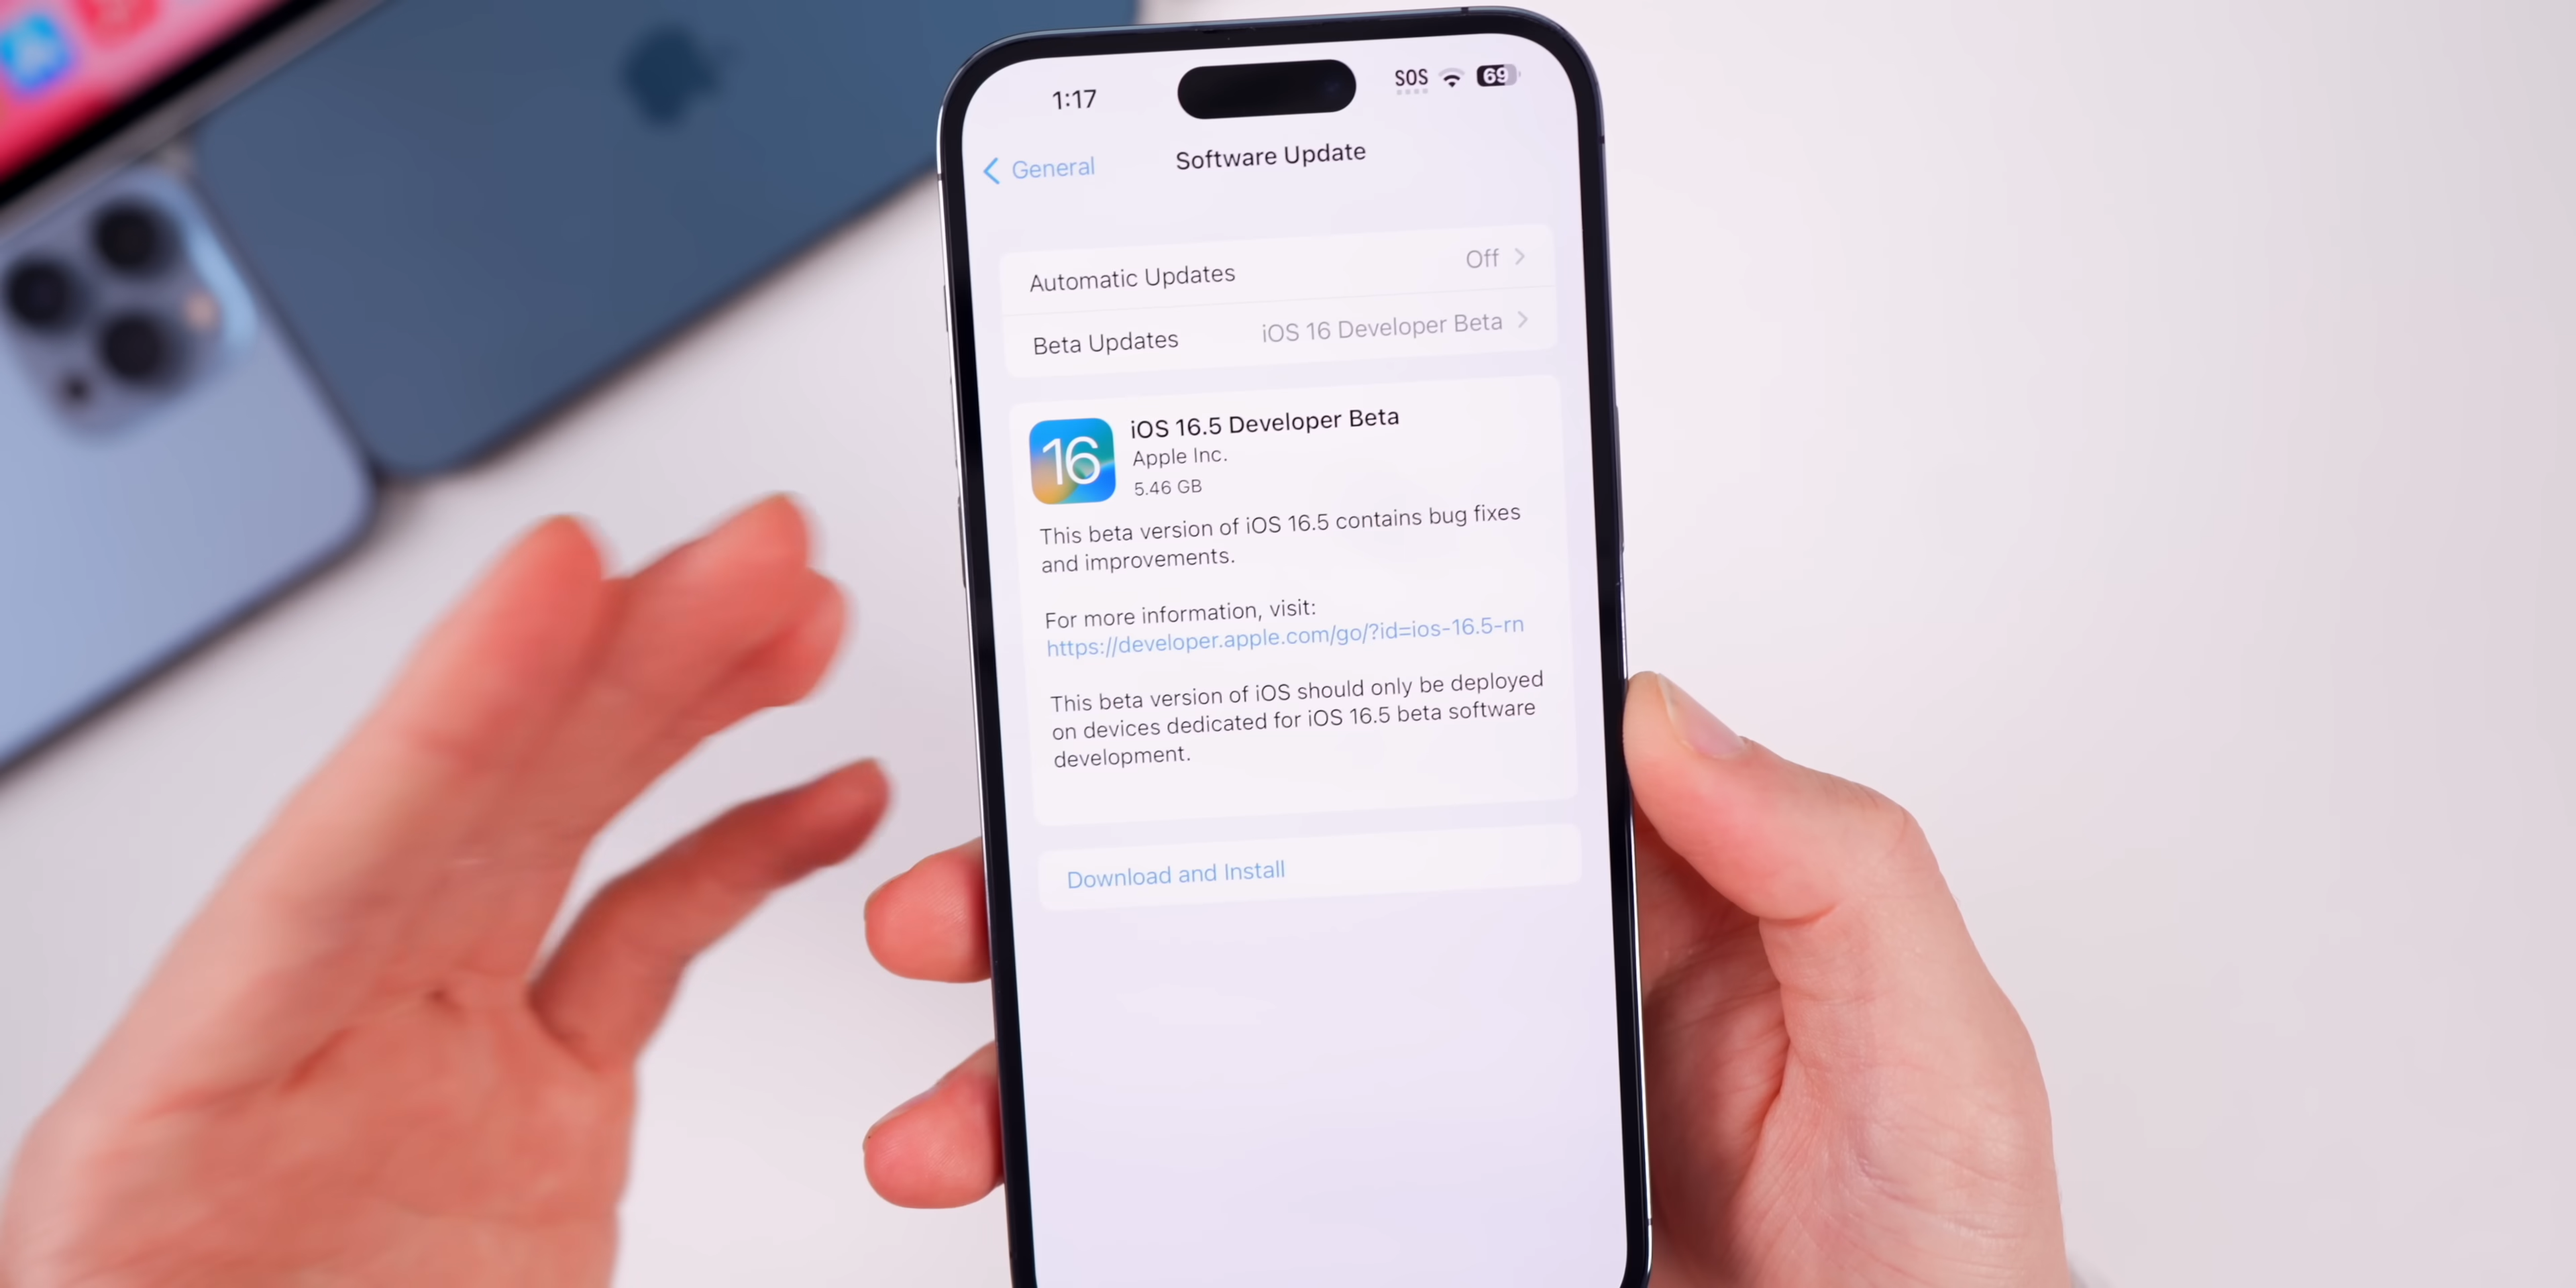 1:17
SOS
69
General
Software Update
Automatic Updates
Off
Beta Updates
iOS 16 Developer Beta
16
iOS 16.5 Developer Beta
Apple Inc.
5.46 GB
This beta version of iOS 16.5 contains bug fixes
and improvements.
For more information, visit:
https://developer.apple.com/go/?id=ios-16.5-rn
This beta version of iOS should only be deployed
on devices dedicated for iOS 16.5 beta software
development.
Download and Install